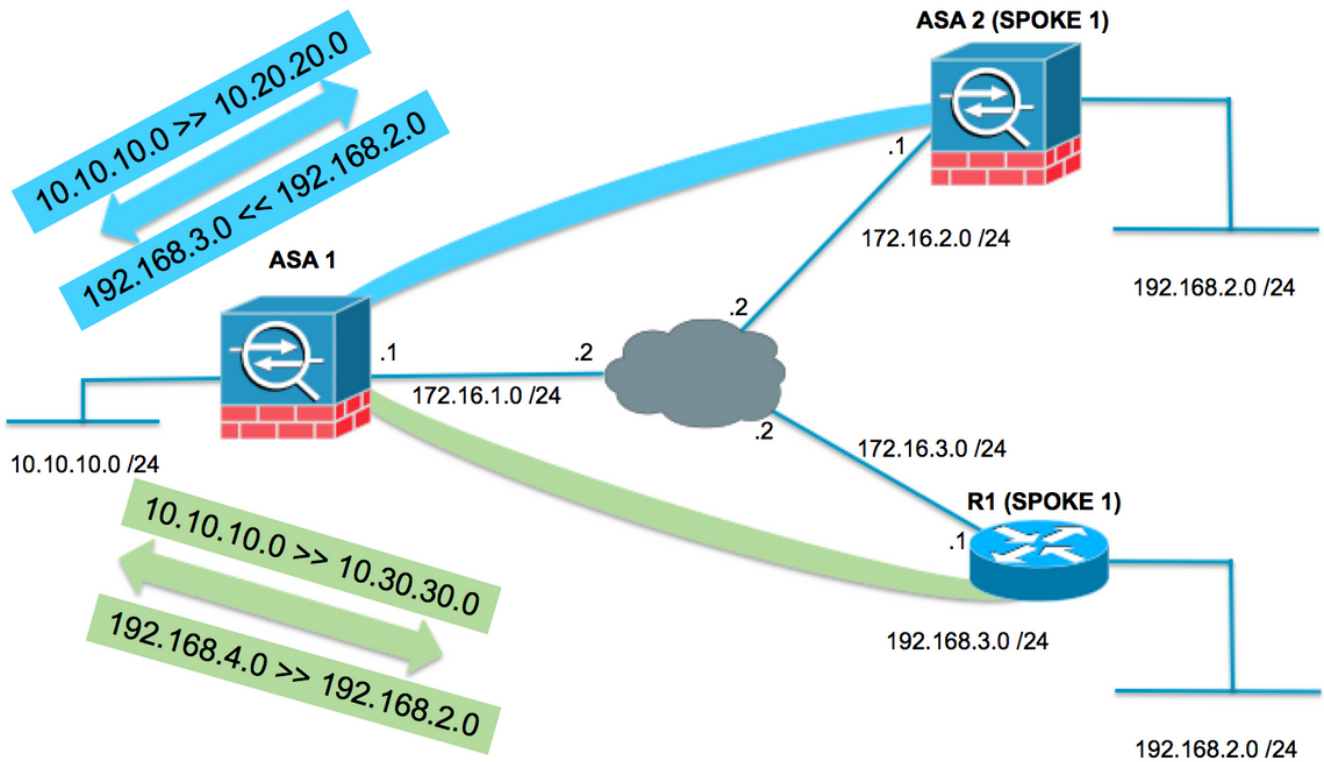 ASA 2 (SPOKE 1)
10.10.10.0 >> 10.20.20.0
192.168.3.0 << 192.168.2.0
.1
172.16.2.0 /24
ASA 1
192.168.2.0 /24
.2
.1
.2
172.16.1.0 /24
.2
172.16.3.0 /24
10.10.10.0 /24
R1 (SPOKE 1)
10.10.10.0 >> 10.30.30.0
.1
192.168.4.0 >> 192.168.2.0
192.168.3.0 /24
192.168.2.0 /24